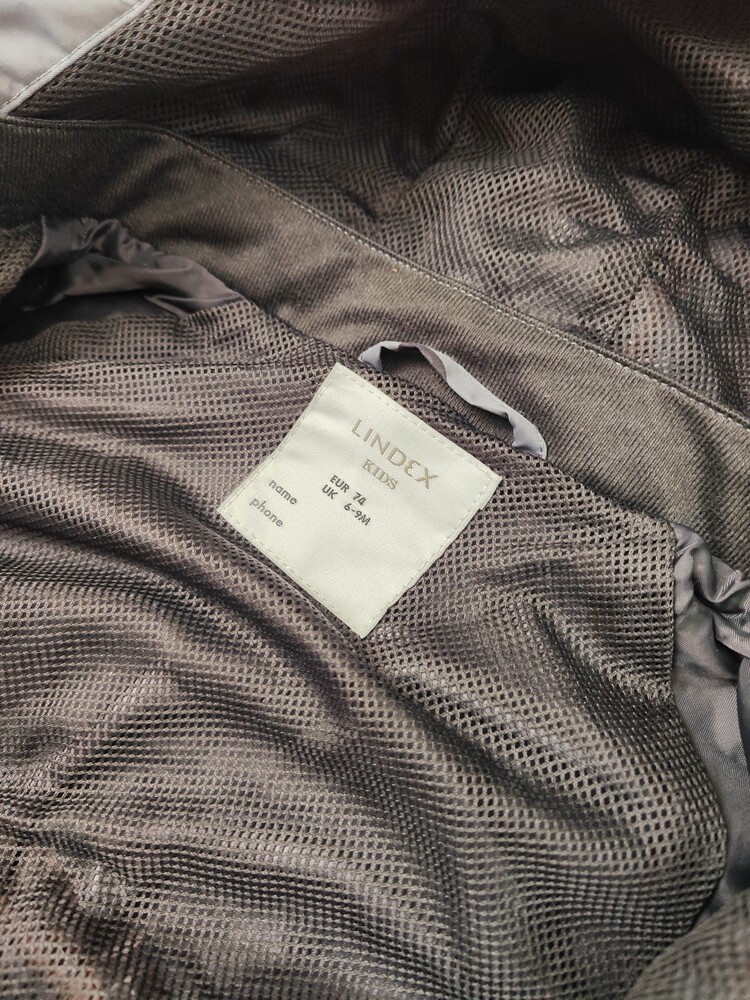 LINDEX
KIDS
EUR 74
UK 6-9M
name
phone